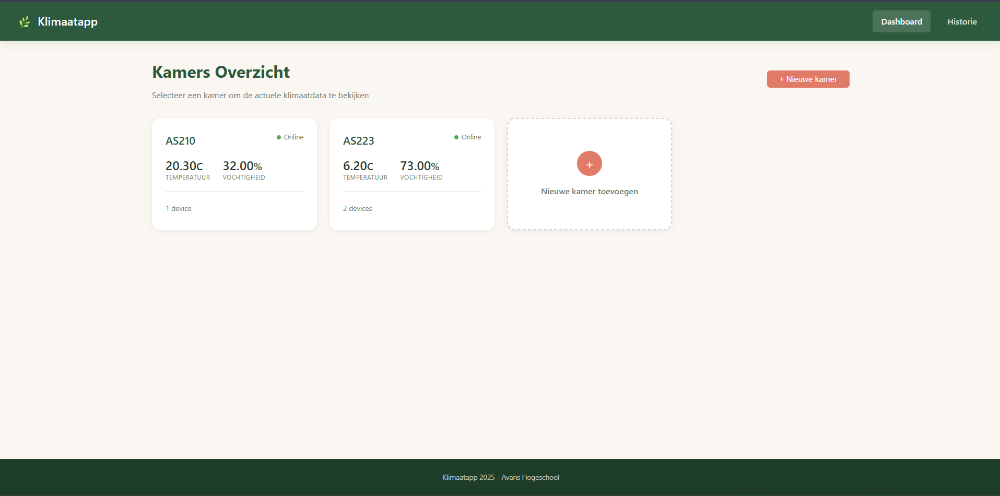 Klimaatapp
Dashboard
Historie
Kamers Overzicht
+ Nieuwe kamer
Selecteer een kamer om de actuele klimaatdata te bekijken
AS210
Online
20.30C 32.00%
TEMPERATUUR VOCHTIGHEID
1 device
AS223
Online
6.20C 73.00%
TEMPERATUUR VOCHTIGHEID
2 devices
+
Nieuwe kamer toevoegen
Klimaatapp 2025 - Avans Hogeschool